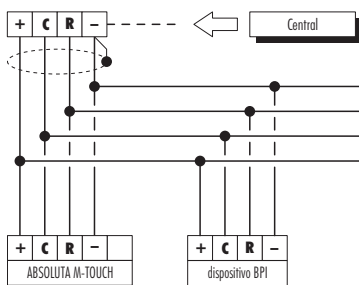 + C R –
Central
+ C R –
ABSOLUTA M-TOUCH
+ C R –
dispositivo BPI